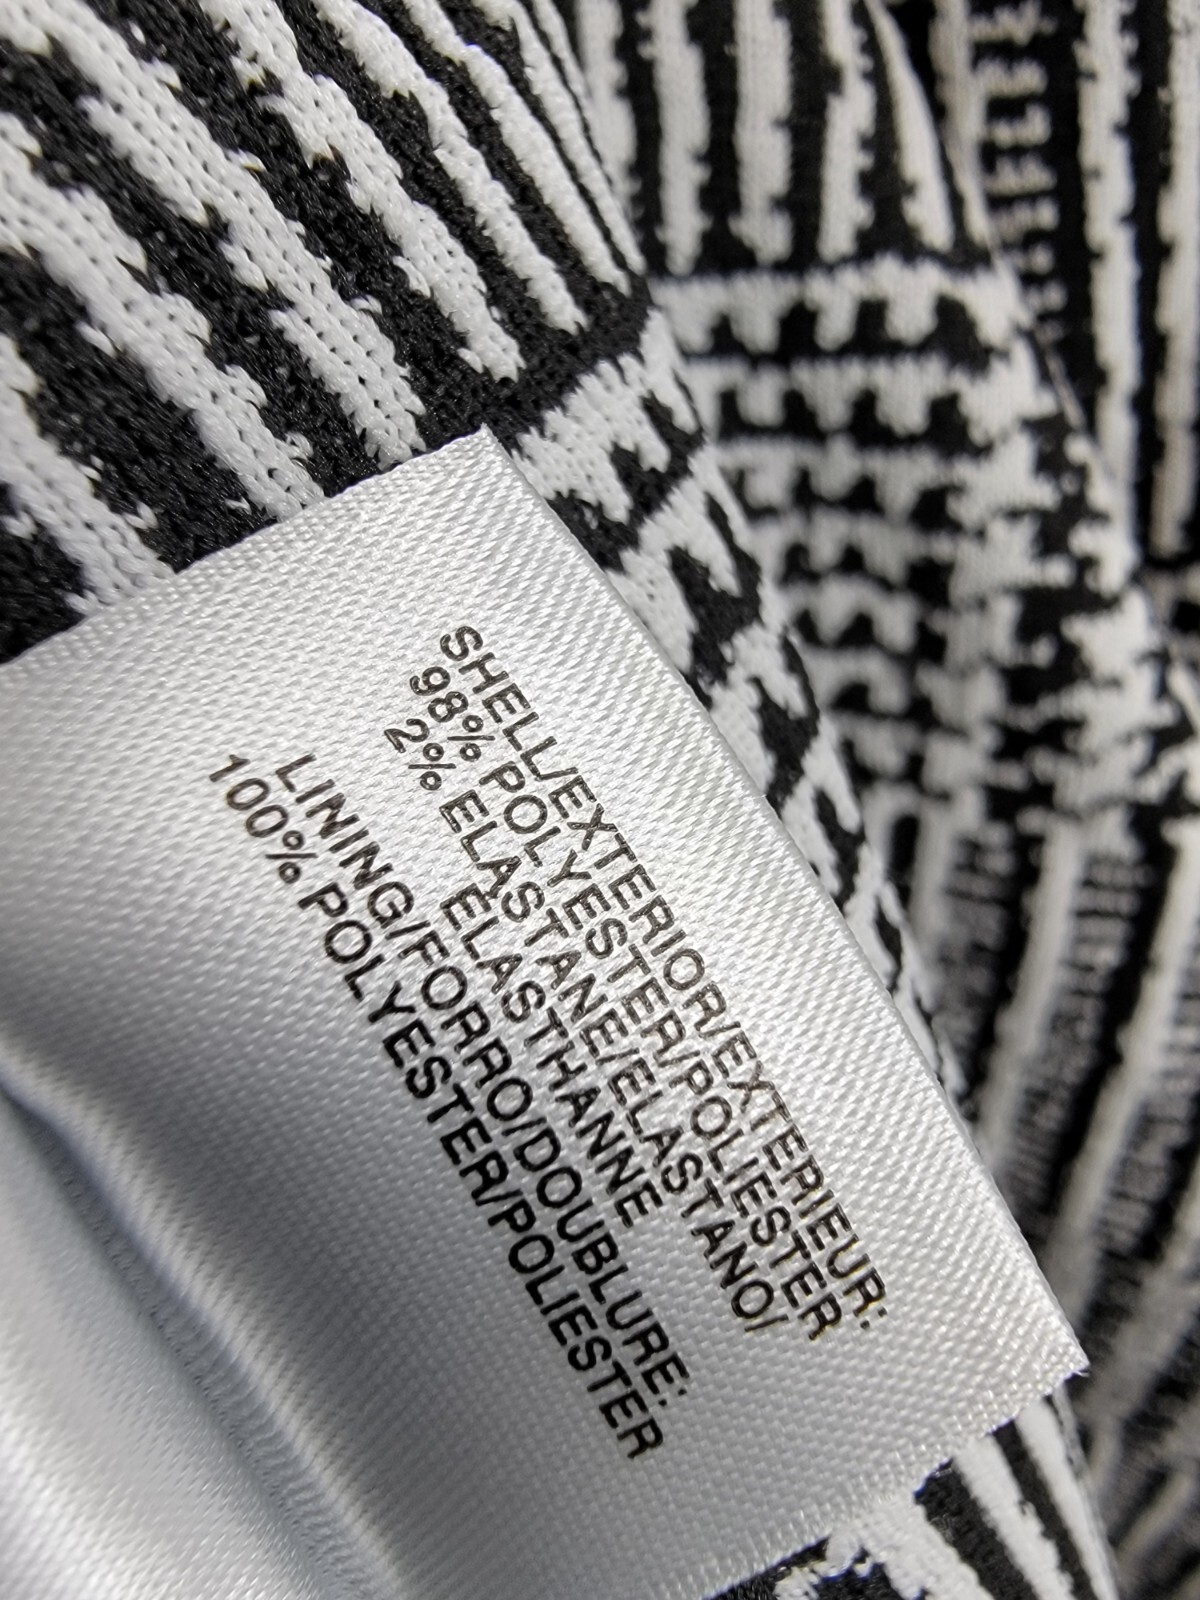 SHELL/EXTERIOR/EXTERIEUR:
98% POLYESTER/POLIESTER
2% ELASTANE/ELASTANO/
ELASTHANNE
LINING/FORRO/DOUBLURE:
100% POLYESTER/POLIESTER